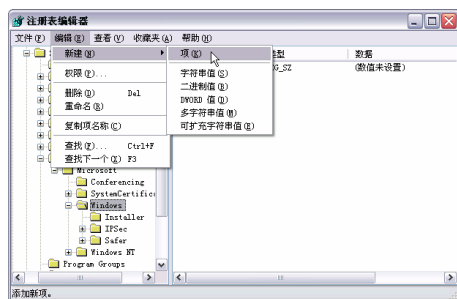 注册表编辑器
文件(F) 编辑(E) 查看(V) 收藏夹(A) 帮助(H)
新建(N)
权限(P)...
删除(D) Del
重命名(R)
复制项名称(C)
查找(F)... Ctrl+F
查找下一个(X) F3
项(K)
字符串值(S)
二进制值(B)
DWORD 值(D)
多字符串值(M)
可扩充字符串值(E)
类型 数据
G_SZ (数值未设置)
Microsoft
Conferencing
SystemCertific
Windows
Installer
IPSec
Safer
Windows NT
Program Groups
添加新项。